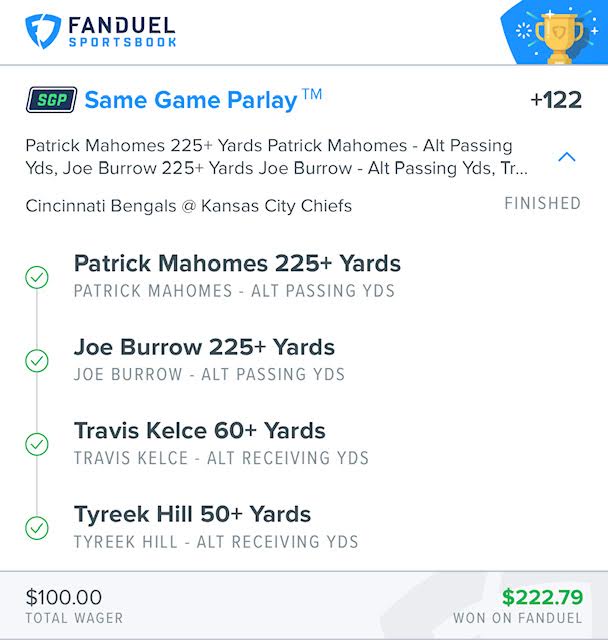 FANDUEL
SPORTSBOOK
SGP Same Game Parlay™ +122
Patrick Mahomes 225+ Yards Patrick Mahomes - Alt Passing
Yds, Joe Burrow 225+ Yards Joe Burrow - Alt Passing Yds, Tr...
Cincinnati Bengals @ Kansas City Chiefs FINISHED
Patrick Mahomes 225+ Yards
PATRICK MAHOMES - ALT PASSING YDS
Joe Burrow 225+ Yards
JOE BURROW - ALT PASSING YDS
Travis Kelce 60+ Yards
TRAVIS KELCE - ALT RECEIVING YDS
Tyreek Hill 50+ Yards
TYREEK HILL - ALT RECEIVING YDS
$100.00 $222.79
TOTAL WAGER WON ON FANDUEL